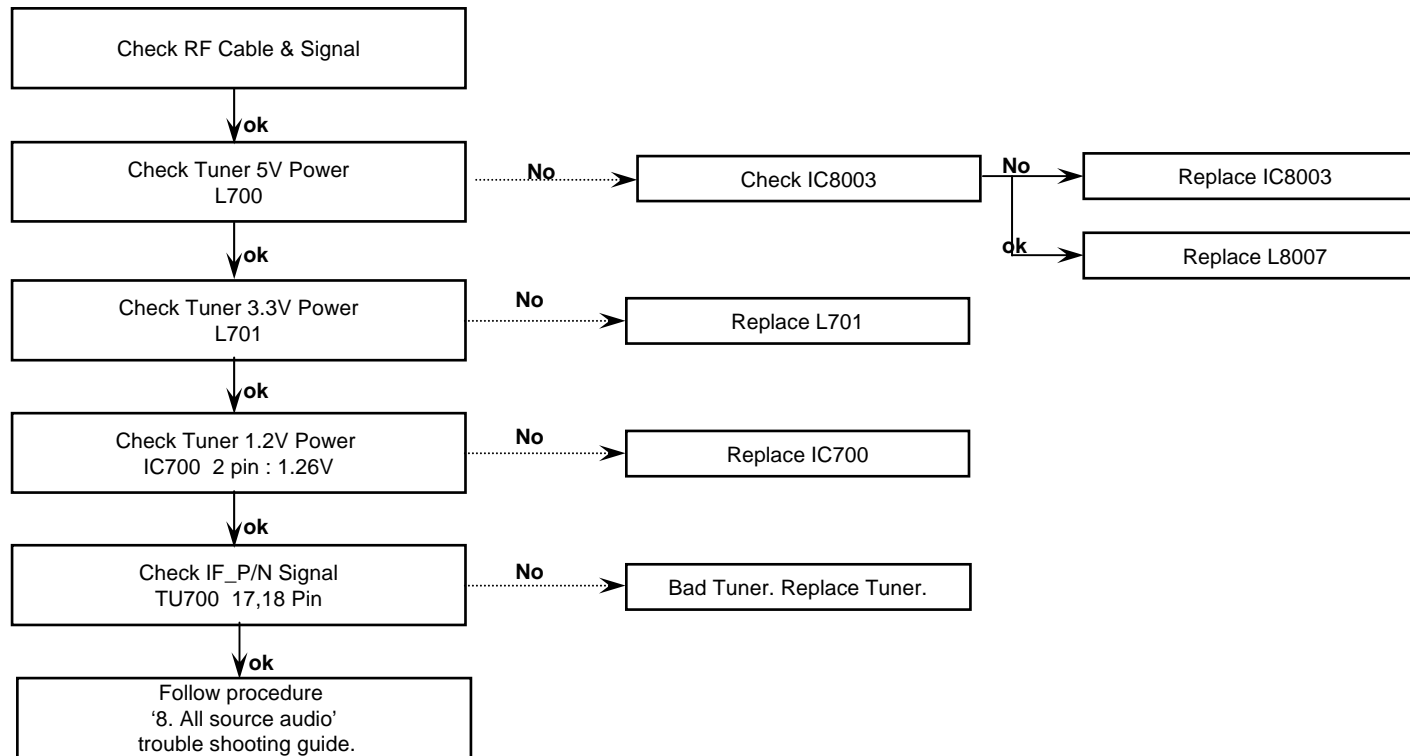 Check RF Cable & Signal
ok
Check Tuner 5V Power
L700
No
Check IC8003
No
Replace IC8003
ok
Replace L8007
ok
Check Tuner 3.3V Power
L701
No
Replace L701
ok
Check Tuner 1.2V Power
IC700 2 pin : 1.26V
No
Replace IC700
ok
Check IF_P/N Signal
TU700 17,18 Pin
No
Bad Tuner. Replace Tuner.
ok
Follow procedure
‘8. All source audio’
trouble shooting guide.